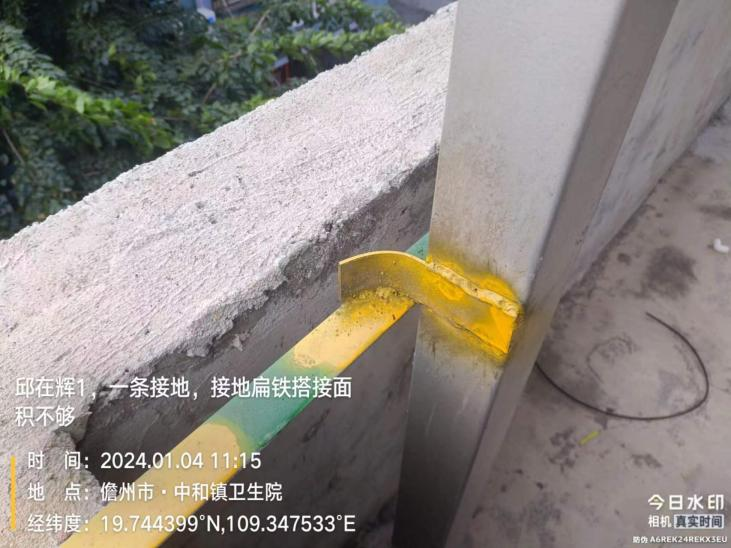 邱在辉1，一条接地，接地扁铁搭接面
积不够
时 间：2024.01.04 11:15
地 点：儋州市·中和镇卫生院
经纬度：19.744399°N,109.347533°E
今日水印
相机 真实时间
防伪 A6REK24REKX3EU